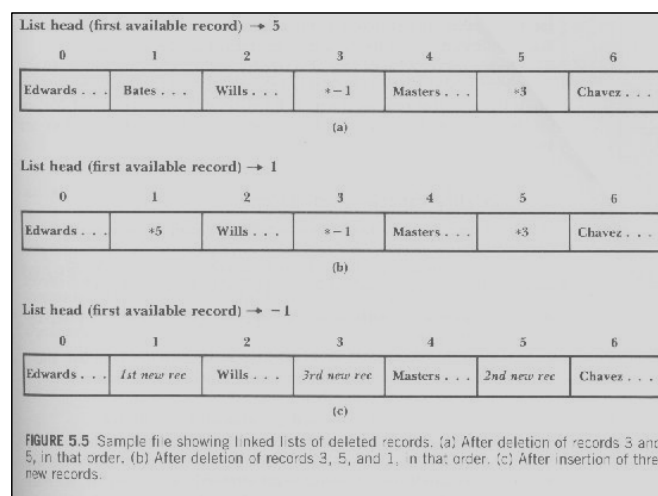 List head (first available record) → 5
0 1 2 3 4 5 6
Edwards . . . Bates . . . Wills . . . *−1 Masters . . . *3 Chavez . . .
(a)
List head (first available record) → 1
0 1 2 3 4 5 6
Edwards . . . *5 Wills . . . *−1 Masters . . . *3 Chavez . . .
(b)
List head (first available record) → −1
0 1 2 3 4 5 6
Edwards . . . 1st new rec Wills . . . 3rd new rec Masters . . . 2nd new rec Chavez . . .
(c)
FIGURE 5.5 Sample file showing linked lists of deleted records. (a) After deletion of records 3 and
5, in that order. (b) After deletion of records 3, 5, and 1, in that order. (c) After insertion of thre
new records.